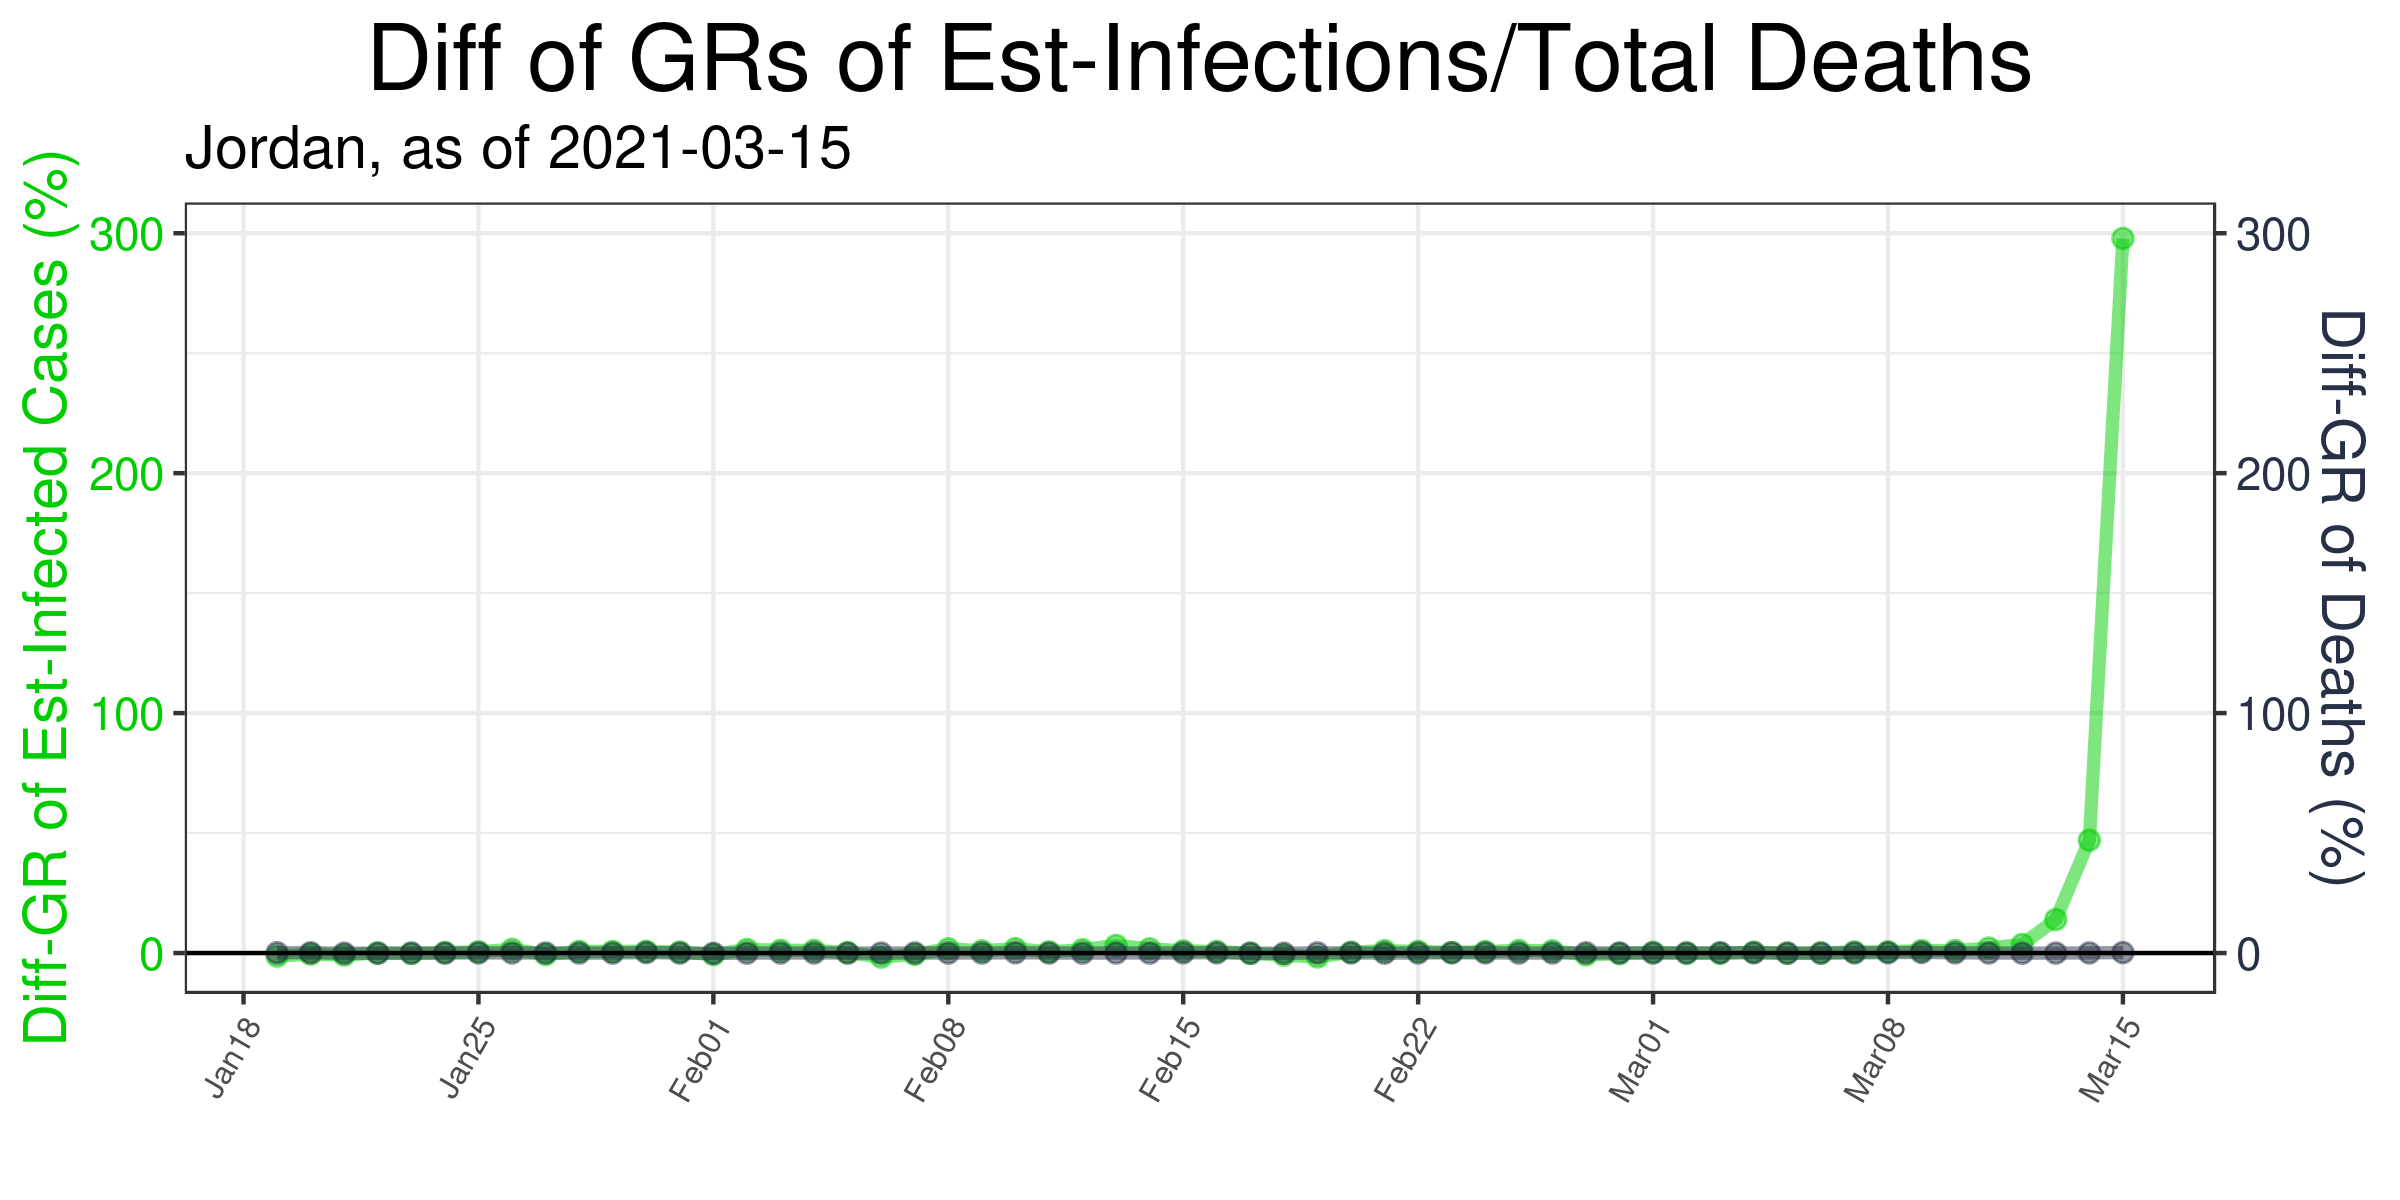 Diff of GRs of Est-Infections/Total Deaths
Jordan, as of 2021-03-15
Diff-GR of Est-Infected Cases (%)
300
200
100
0
300
200
100
0
Diff-GR of Deaths (%)
Jan18
Jan25
Feb01
Feb08
Feb15
Feb22
Mar01
Mar08
Mar15